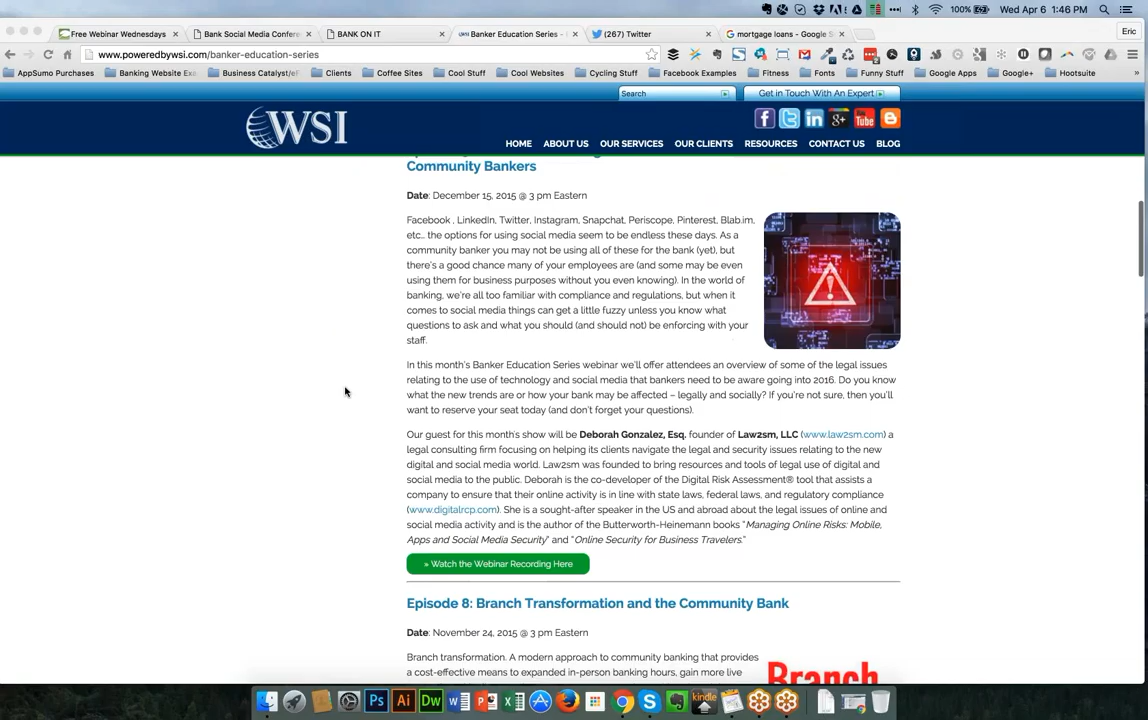 100% Wed Apr 6 1:46 PM
Free Webinar Wednesdays
Bank Social Media Confere
BANK ON IT
Banker Education Series -
(267) Twitter
mortgage loans - Google S
Eric
www.poweredbywsi.com/banker-education-series
AppSumo Purchases
Banking Website Exa
Business Catalyst/eF
Clients
Coffee Sites
Cool Stuff
Cool Websites
Cycling Stuff
Facebook Examples
Fitness
Fonts
Funny Stuff
Google Apps
Google+
Hootsuite
»
Search
Get in Touch With An Expert
WSI
HOME ABOUT US OUR SERVICES OUR CLIENTS RESOURCES CONTACT US BLOG
Community Bankers
Date: December 15, 2015 @ 3 pm Eastern
Facebook , LinkedIn, Twitter, Instagram, Snapchat, Periscope, Pinterest, Blab.im,
etc... the options for using social media seem to be endless these days. As a
community banker you may not be using all of these for the bank (yet), but
there's a good chance many of your employees are (and some may be even
using them for business purposes without you even knowing). In the world of
banking, we're all too familiar with compliance and regulations, but when it
comes to social media things can get a little fuzzy unless you know what
questions to ask and what you should (and should not) be enforcing with your
staff.
In this month's Banker Education Series webinar we'll offer attendees an overview of some of the legal issues
relating to the use of technology and social media that bankers need to be aware going into 2016. Do you know
what the new trends are or how your bank may be affected – legally and socially? If you're not sure, then you'll
want to reserve your seat today (and don't forget your questions).
Our guest for this month's show will be Deborah Gonzalez, Esq, founder of Law2sm, LLC (www.law2sm.com) a
legal consulting firm focusing on helping its clients navigate the legal and security issues relating to the new
digital and social media world. Law2sm was founded to bring resources and tools of legal use of digital and
social media to the public. Deborah is the co-developer of the Digital Risk Assessment® tool that assists a
company to ensure that their online activity is in line with state laws, federal laws, and regulatory compliance
(www.digitalrcp.com). She is a sought-after speaker in the US and abroad about the legal issues of online and
social media activity and is the author of the Butterworth-Heinemann books "Managing Online Risks: Mobile,
Apps and Social Media Security" and "Online Security for Business Travelers."
» Watch the Webinar Recording Here
Episode 8: Branch Transformation and the Community Bank
Date: November 24, 2015 @ 3 pm Eastern
Branch transformation. A modern approach to community banking that provides
a cost-effective means to expanded in-person banking hours, gain more live
Branch
Ps Ai Dw
kindle